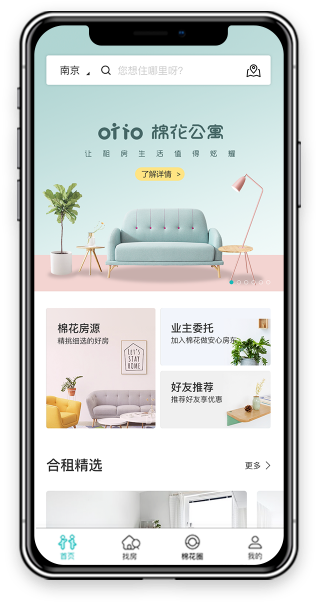 南京
您想住哪里呀?
otto 棉花公寓
让租房生活值得炫耀
了解详情 >
棉花房源
精挑细选的好房
LET'S
STAY
HOME
业主委托
加入棉花做安心房东
好友推荐
推荐好友享优惠
合租精选
更多
首页
找房
棉花圈
我的